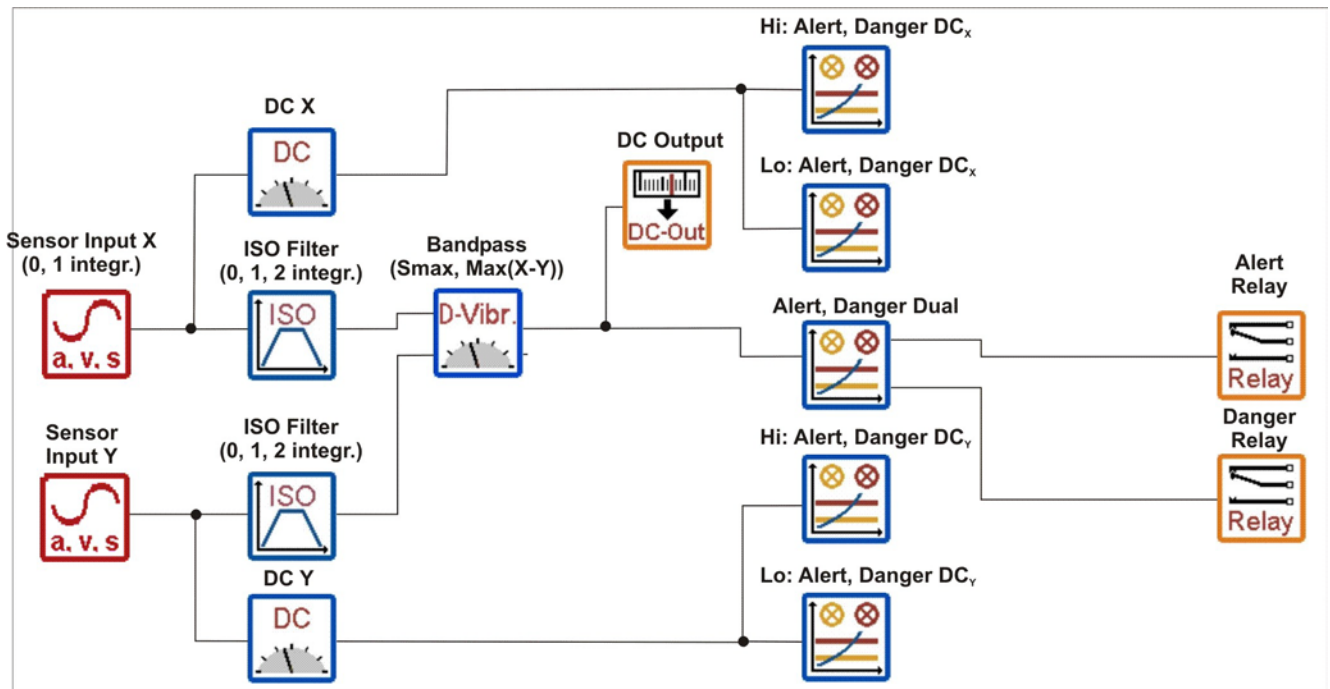 Hi: Alert, Danger DCx
DC X
DC
DC Output
DC-Out
Lo: Alert, Danger DCx
Sensor Input X
(0, 1 integr.)
a, v, s
ISO Filter
(0, 1, 2 integr.)
ISO
Bandpass
(Smax, Max(X-Y))
D-Vibr.
Alert, Danger Dual
Alert
Relay
Relay
Sensor
Input Y
a, v, s
ISO Filter
(0, 1, 2 integr.)
ISO
Hi: Alert, Danger DCY
Danger
Relay
Relay
DC Y
DC
Lo: Alert, Danger DCY